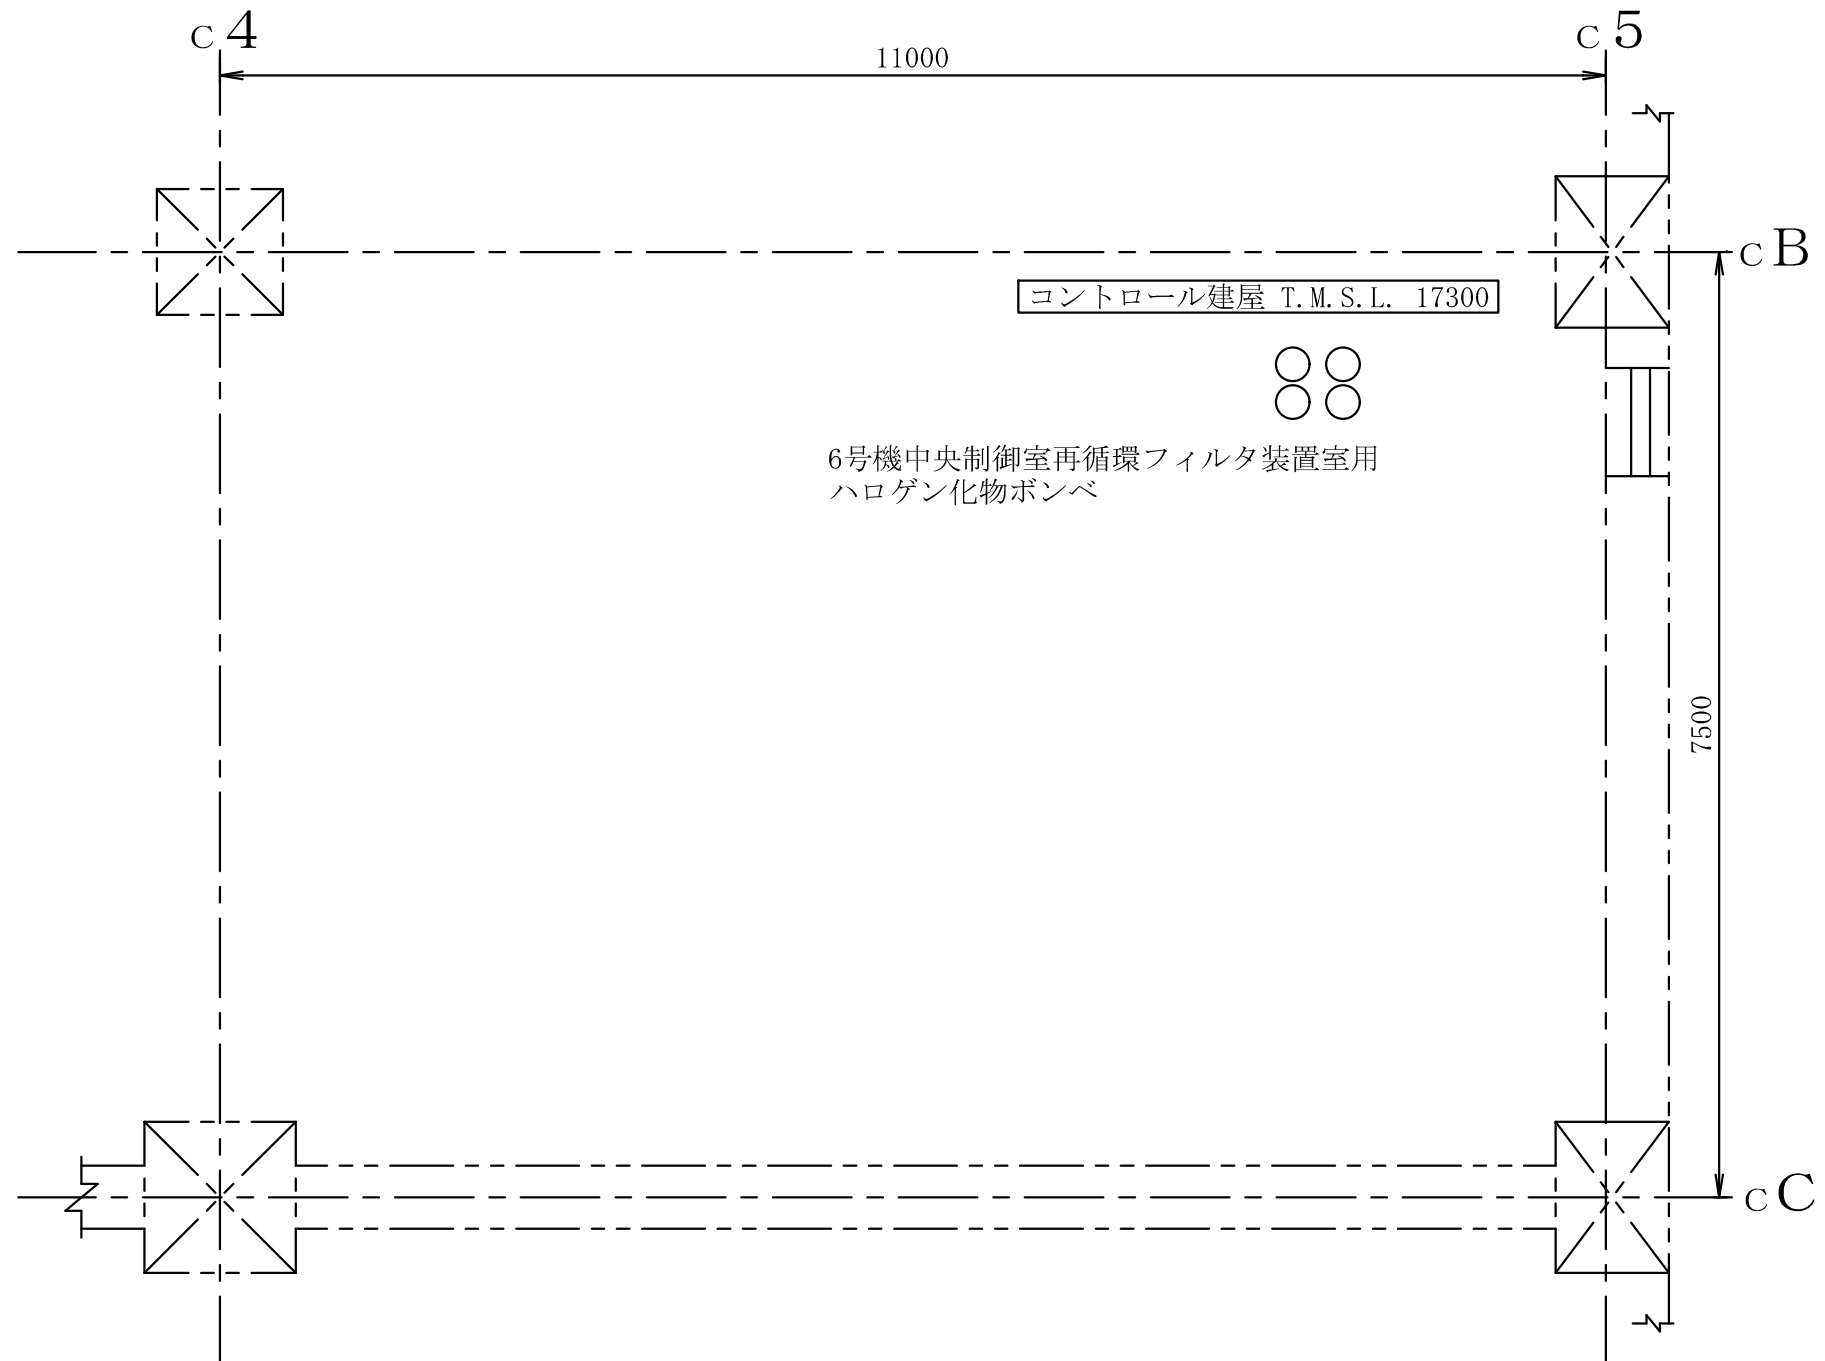 C4
C5
11000
CB
コントロール建屋 T.M.S.L. 17300
6号機中央制御室再循環フィルタ装置室用
ハロゲン化物ボンベ
7500
CC